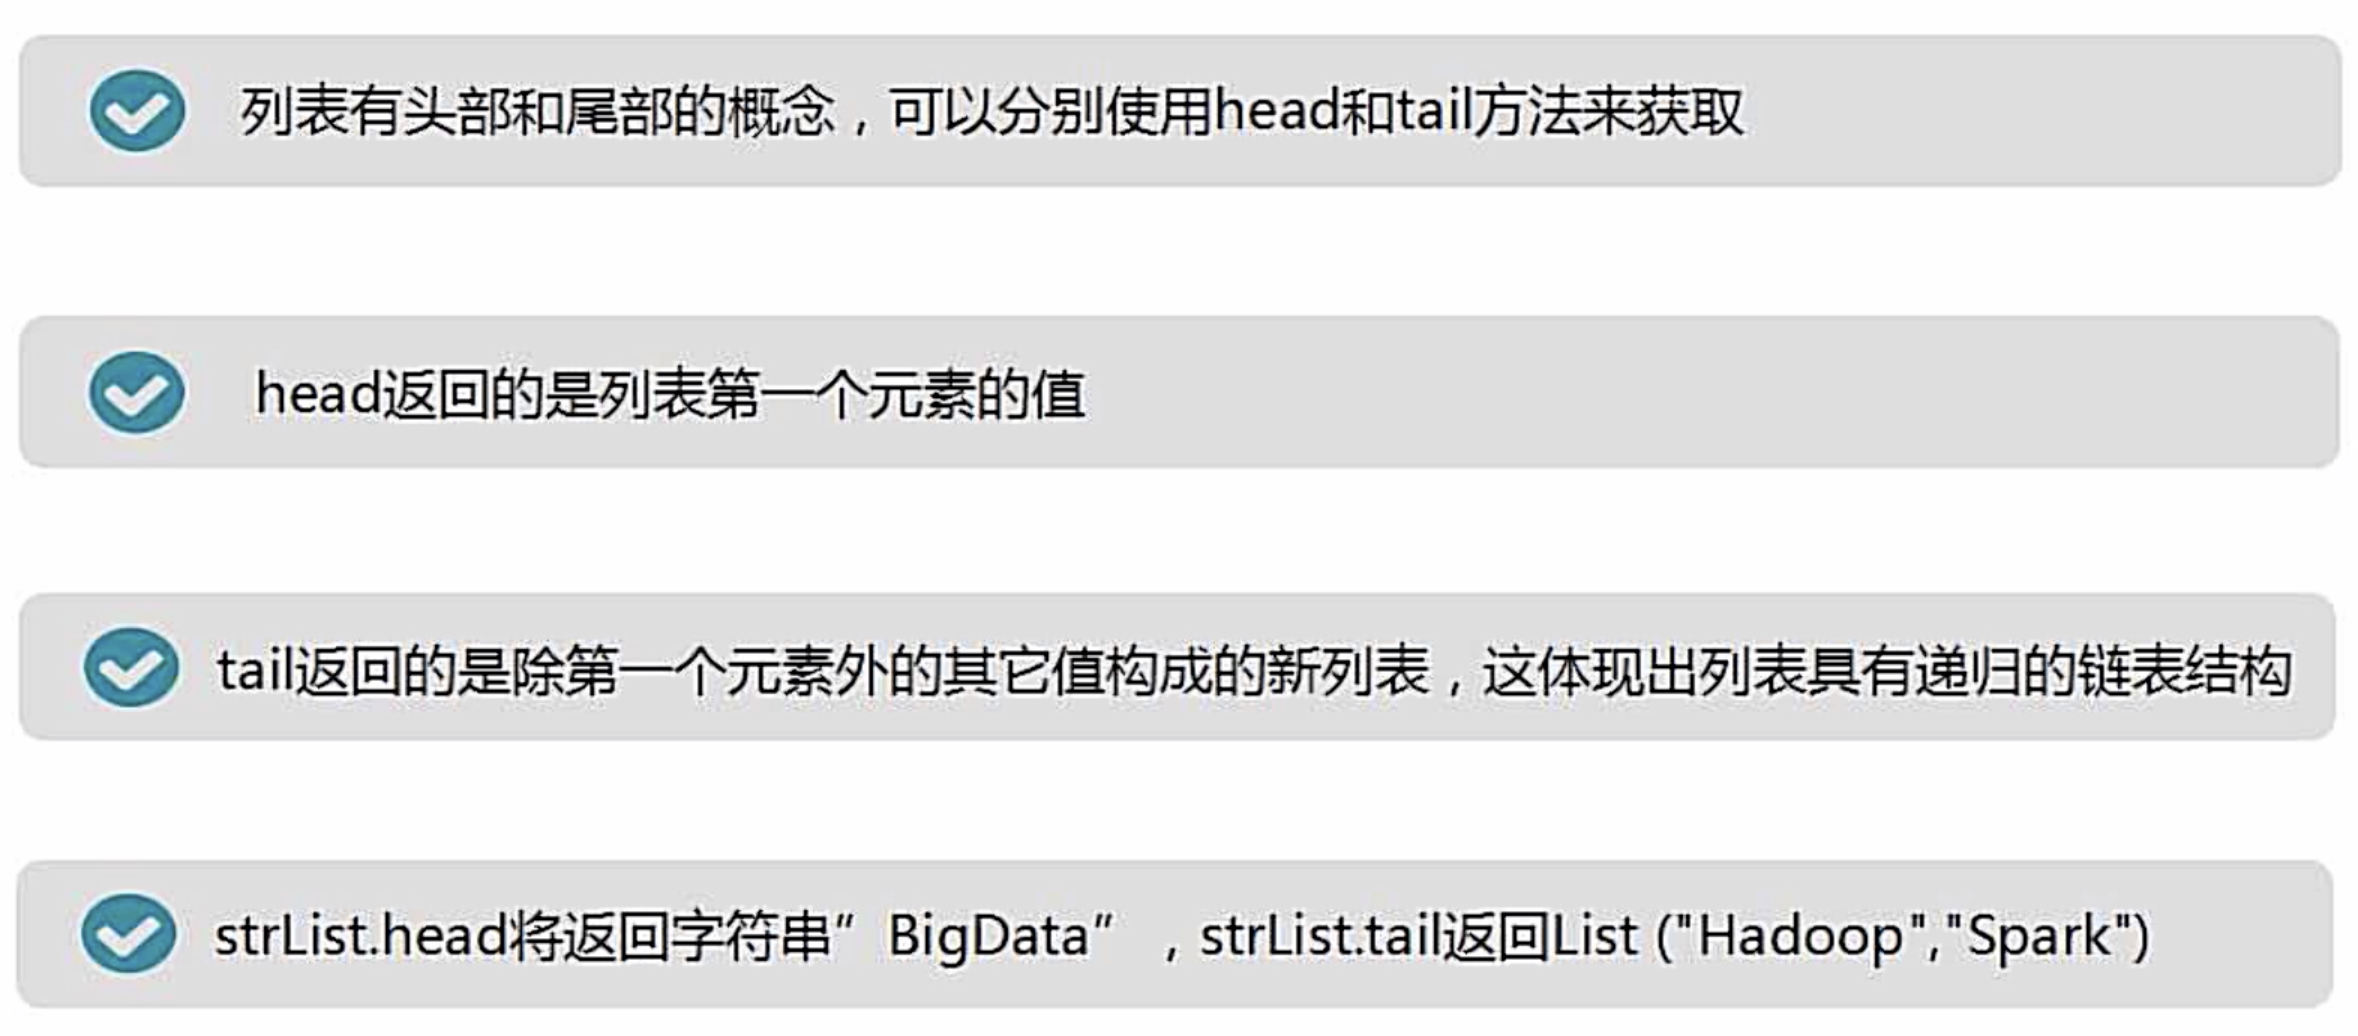 列表有头部和尾部的概念，可以分别使用head和tail方法来获取
head返回的是列表第一个元素的值
tail返回的是除第一个元素外的其它值构成的新列表，这体现出列表具有递归的链表结构
strList.head将返回字符串”BigData”，strList.tail返回List ("Hadoop","Spark")